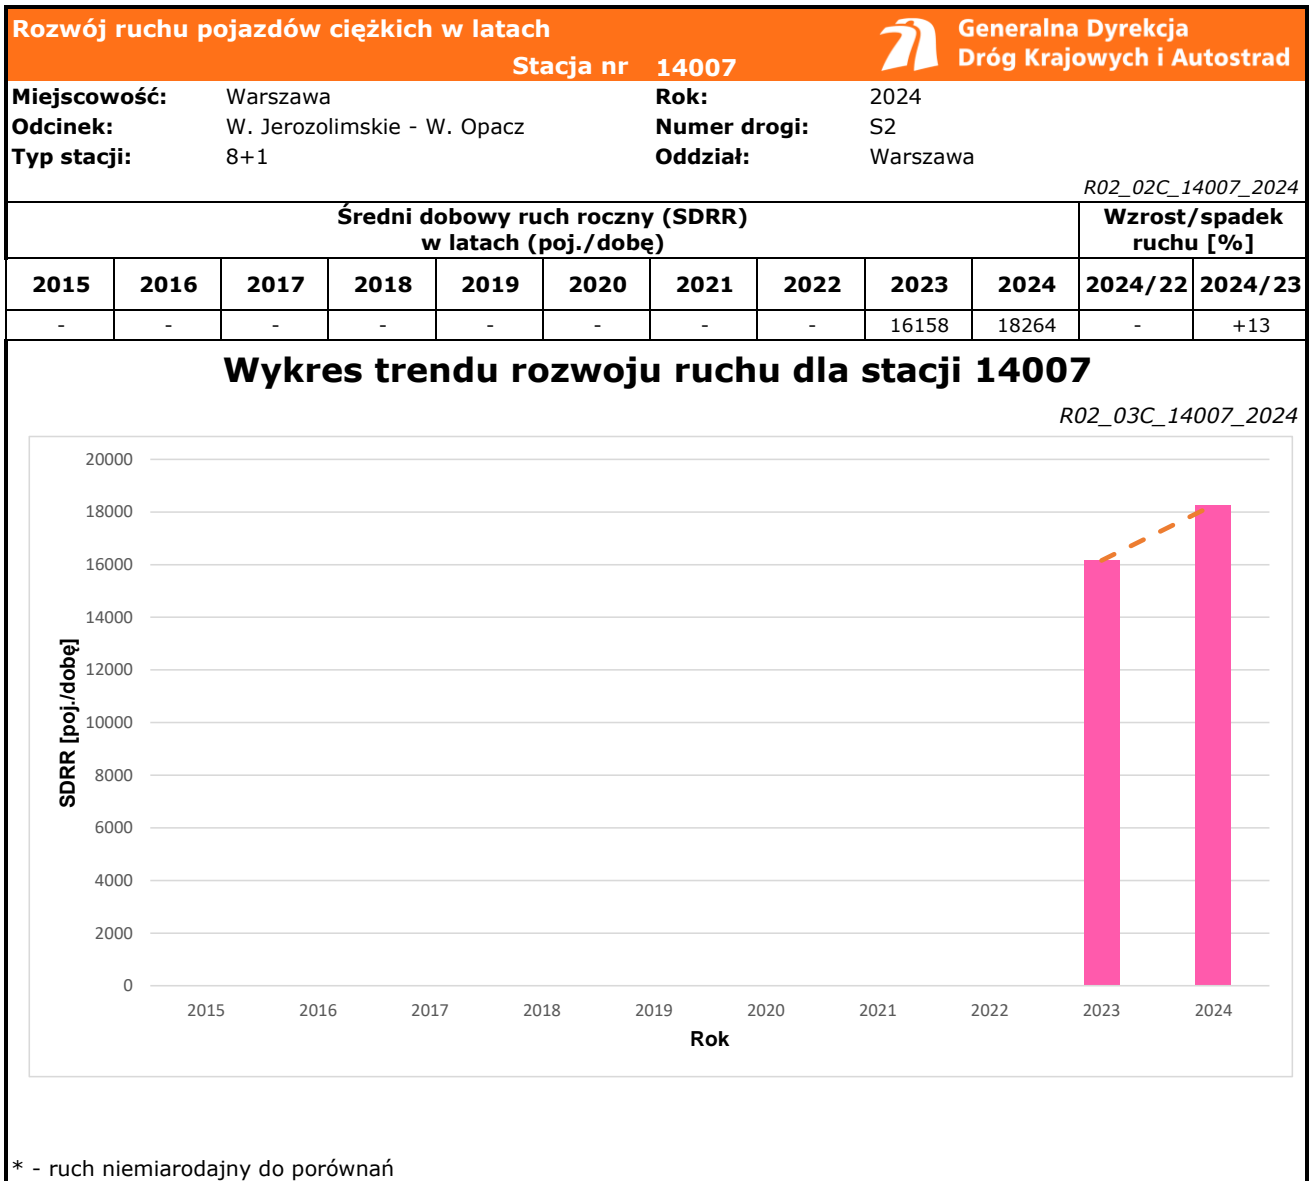 Rozwój ruchu pojazdów ciężkich w latach
Stacja nr 14007
Generalna Dyrekcja
Dróg Krajowych i Autostrad
Miejscowość: Warszawa Rok: 2024
Odcinek: W. Jerozolimskie - W. Opacz Numer drogi: S2
Typ stacji: 8+1 Oddział: Warszawa
R02_02C_14007_2024
Średni dobowy ruch roczny (SDRR)
w latach (poj./dobę)
Wzrost/spadek
ruchu [%]
2015 2016 2017 2018 2019 2020 2021 2022 2023 2024 2024/22 2024/23
- - - - - - - - 16158 18264 - +13
Wykres trendu rozwoju ruchu dla stacji 14007
R02_03C_14007_2024
20000
18000
16000
14000
12000
10000
8000
6000
4000
2000
0
SDRR [poj./dobę]
2015 2016 2017 2018 2019 2020 2021 2022 2023 2024
Rok
* - ruch niemiarodajny do porównań